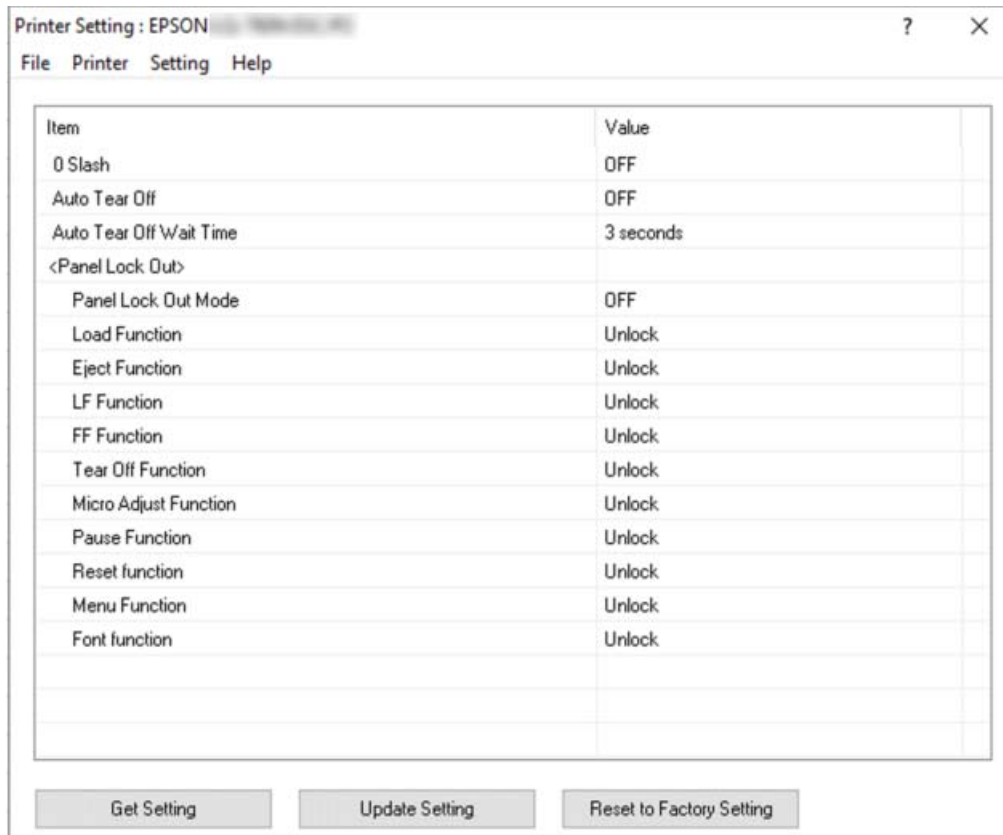 Printer Setting : EPSON
File Printer Setting Help
Item Value
0 Slash OFF
Auto Tear Off OFF
Auto Tear Off Wait Time 3 seconds
<Panel Lock Out>
Panel Lock Out Mode OFF
Load Function Unlock
Eject Function Unlock
LF Function Unlock
FF Function Unlock
Tear Off Function Unlock
Micro Adjust Function Unlock
Pause Function Unlock
Reset function Unlock
Menu Function Unlock
Font function Unlock
Get Setting Update Setting Reset to Factory Setting